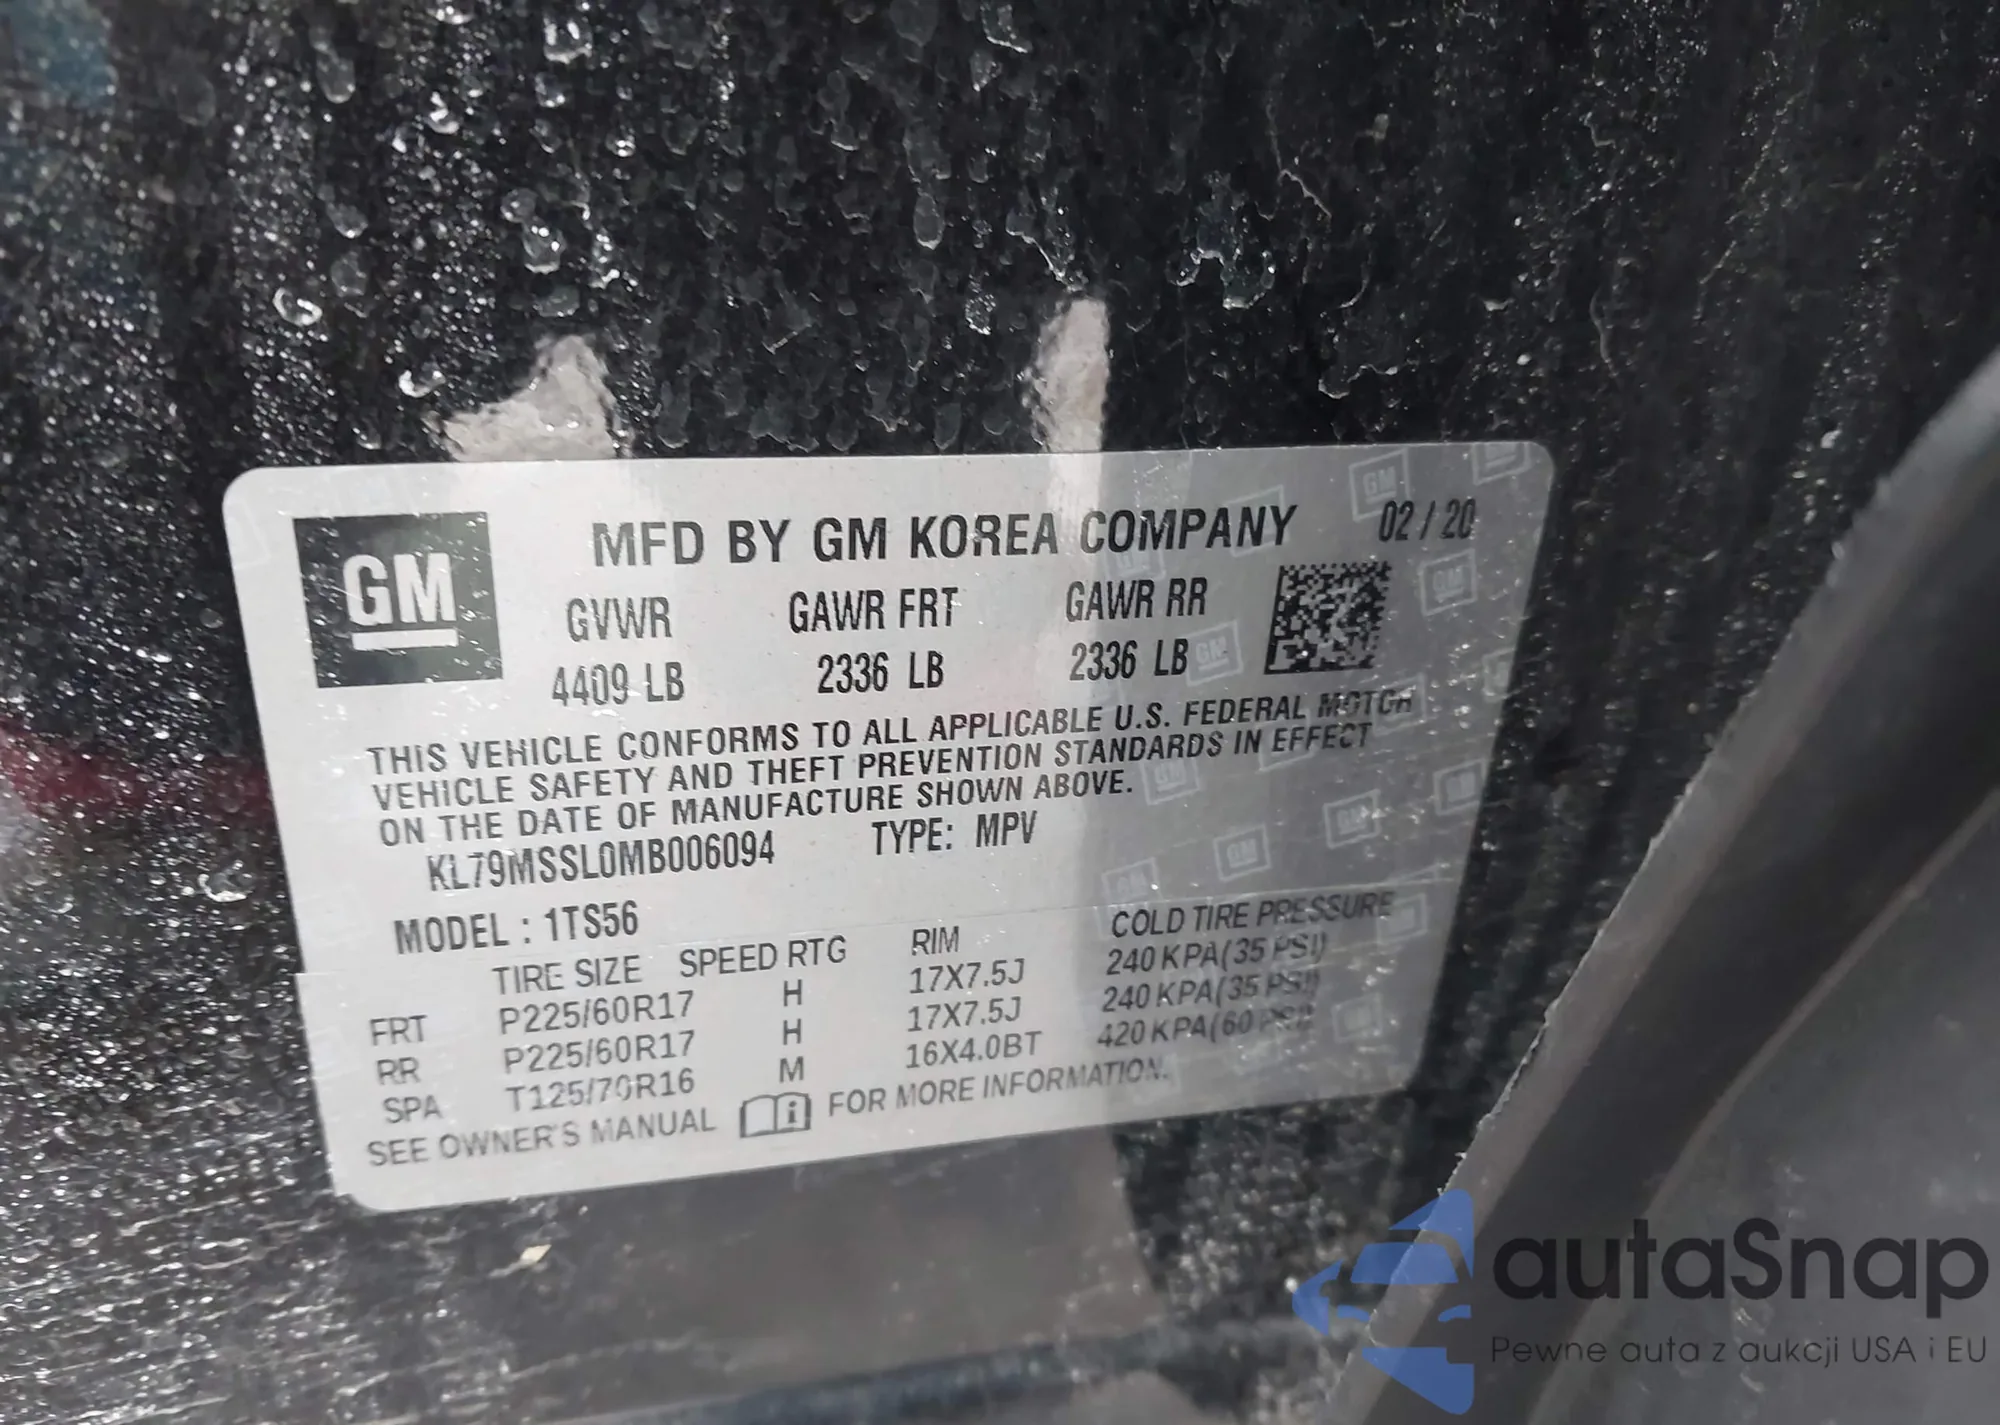 GM
MFD BY GM KOREA COMPANY 02 / 20
GVWR GAWR FRT GAWR RR
4409 LB 2336 LB 2336 LB
THIS VEHICLE CONFORMS TO ALL APPLICABLE U.S. FEDERAL MOTOR
VEHICLE SAFETY AND THEFT PREVENTION STANDARDS IN EFFECT
ON THE DATE OF MANUFACTURE SHOWN ABOVE.
KL79MSSL0MB006094 TYPE: MPV
MODEL : 1TS56
TIRE SIZE SPEED RTG RIM COLD TIRE PRESSURE
FRT P225/60R17 H 17X7.5J 240 KPA(35 PSI)
RR P225/60R17 H 17X7.5J 240 KPA(35 PSI)
SPA T125/70R16 M 16X4.0BT 420 KPA(60 PSI)
SEE OWNER'S MANUAL i FOR MORE INFORMATION.
autaSnap
Pewne auta z aukcji USA i EU